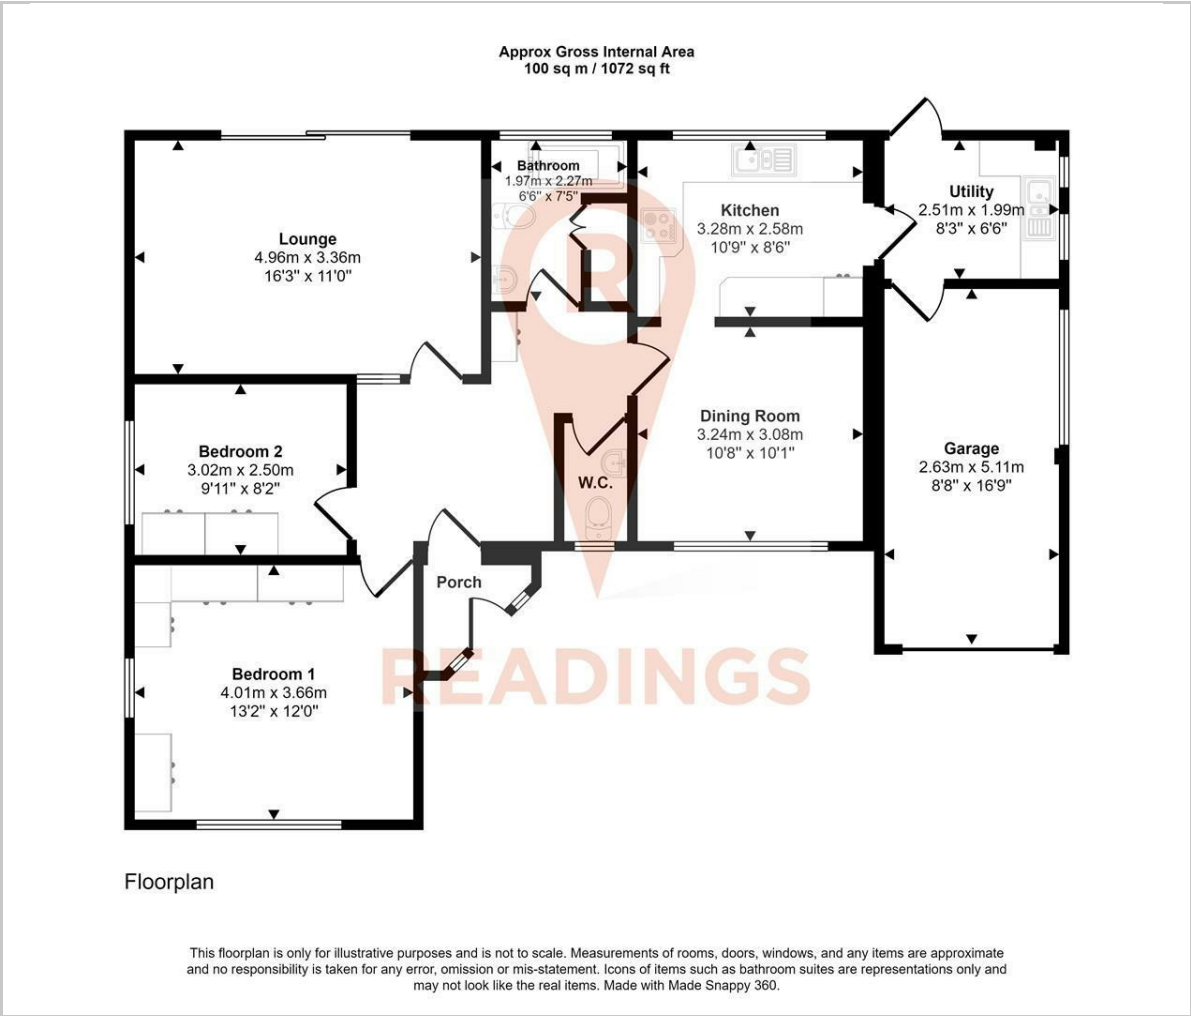 Approx Gross Internal Area
100 sq m / 1072 sq ft
Bathroom
1.97m x 2.27m
6'6" x 7'5"
Lounge
4.96m x 3.36m
16'3" x 11'0"
Kitchen
3.28m x 2.58m
10'9" x 8'6"
Utility
2.51m x 1.99m
8'3" x 6'6"
R
Dining Room
3.24m x 3.08m
10'8" x 10'1"
Bedroom 2
3.02m x 2.50m
9'11" x 8'2"
W.C.
Garage
2.63m x 5.11m
8'8" x 16'9"
Porch
Bedroom 1
4.01m x 3.66m
13'2" x 12'0"
READINGS
Floorplan
This floorplan is only for illustrative purposes and is not to scale. Measurements of rooms, doors, windows, and any items are approximate
and no responsibility is taken for any error, omission or mis-statement. Icons of items such as bathroom suites are representations only and
may not look like the real items. Made with Made Snappy 360.